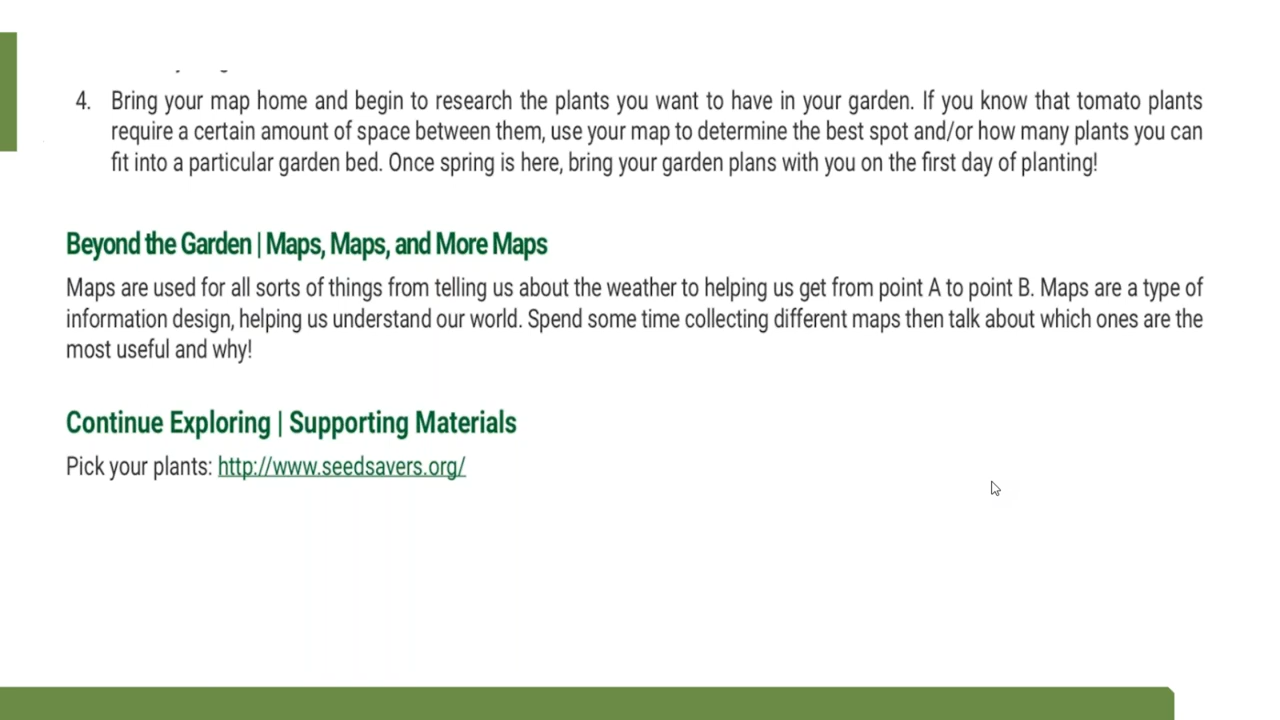 4. Bring your map home and begin to research the plants you want to have in your garden. If you know that tomato plants
require a certain amount of space between them, use your map to determine the best spot and/or how many plants you can
fit into a particular garden bed. Once spring is here, bring your garden plans with you on the first day of planting!
Beyond the Garden | Maps, Maps, and More Maps
Maps are used for all sorts of things from telling us about the weather to helping us get from point A to point B. Maps are a type of
information design, helping us understand our world. Spend some time collecting different maps then talk about which ones are the
most useful and why!
Continue Exploring | Supporting Materials
Pick your plants: http://www.seedsavers.org/